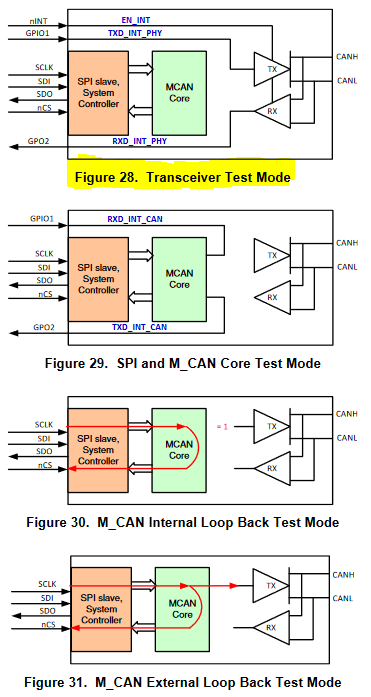 nINT EN_INT
GPIO1 TXD_INT_PHY
CANH
SCLK SPI slave, MCAN TX CANL
SDI System Core
SDO Controller
nCS RX
GPO2 RXD_INT_PHY
Figure 28. Transceiver Test Mode
GPIO1 RXD_INT_CAN
CANH
SCLK SPI slave, MCAN TX CANL
SDI System Core
SDO Controller
nCS RX
GPO2 TXD_INT_CAN
Figure 29. SPI and M_CAN Core Test Mode
CANH
SCLK SPI slave, MCAN = 1 TX CANL
SDI System Core
SDO Controller
nCS RX
Figure 30. M_CAN Internal Loop Back Test Mode
CANH
SCLK SPI slave, MCAN TX CANL
SDI System Core
SDO Controller
nCS RX
Figure 31. M_CAN External Loop Back Test Mode